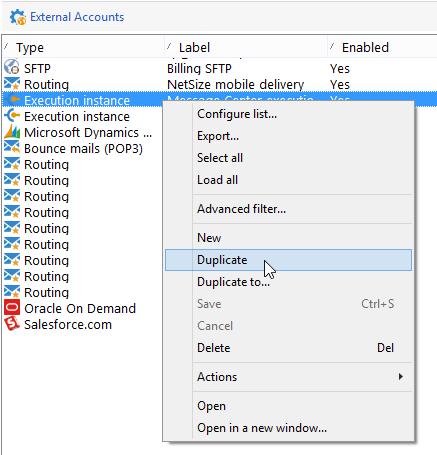 External Accounts
Type Label Enabled
SFTP Billing SFTP Yes
Routing NetSize mobile delivery Yes
Execution instance Message Center executio Yes
Execution instance
Microsoft Dynamics ...
Bounce mails (POP3)
Routing
Routing
Routing
Routing
Routing
Routing
Routing
Routing
Routing
Oracle On Demand
Salesforce.com
Configure list...
Export...
Select all
Load all
Advanced filter...
New
Duplicate
Duplicate to...
Save Ctrl+S
Cancel
Delete Del
Actions
Open
Open in a new window...